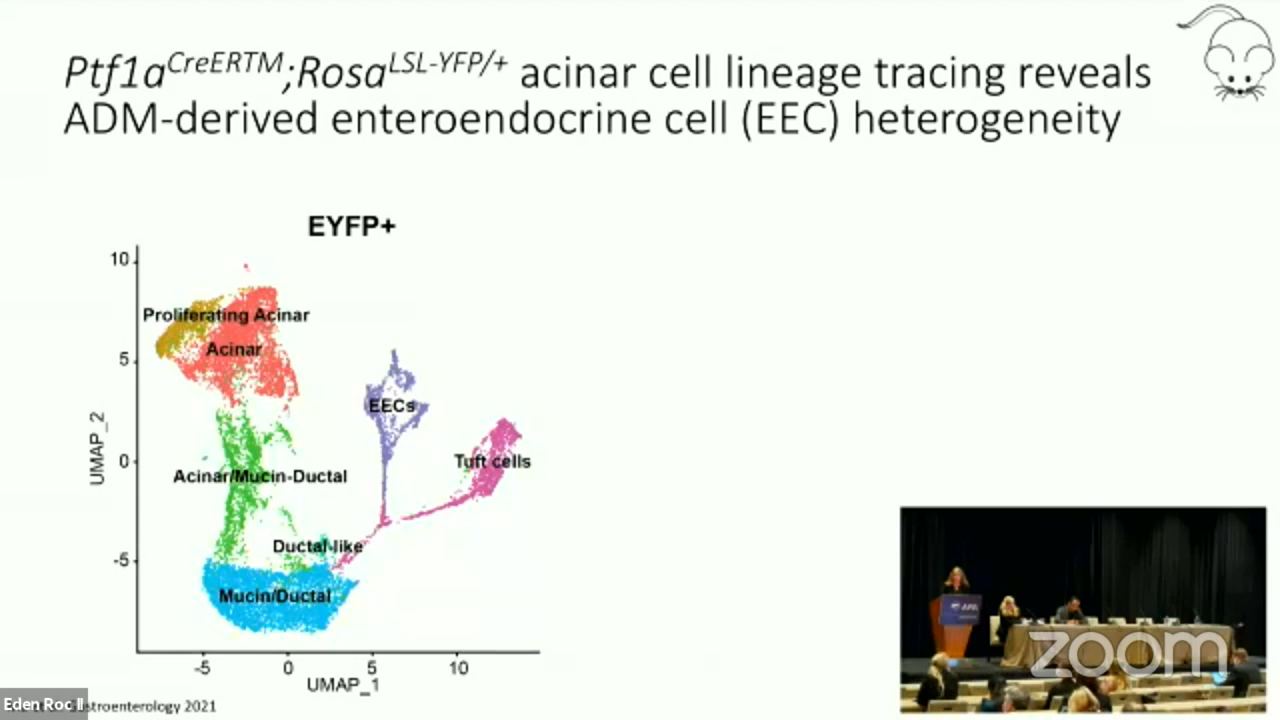 Ptf1aCreERTM;RosaLSL-YFP/+ acinar cell lineage tracing reveals
ADM-derived enteroendocrine cell (EEC) heterogeneity
EYFP+
10
5
0
-5
UMAP_2
Proliferating Acinar
Acinar
EECs
Tuft cells
Acinar/Mucin-Ductal
Ductal-like
Mucin/Ductal
-5
0
5
10
UMAP_1
Eden Roc II
stroenterology 2021
APA
zoom